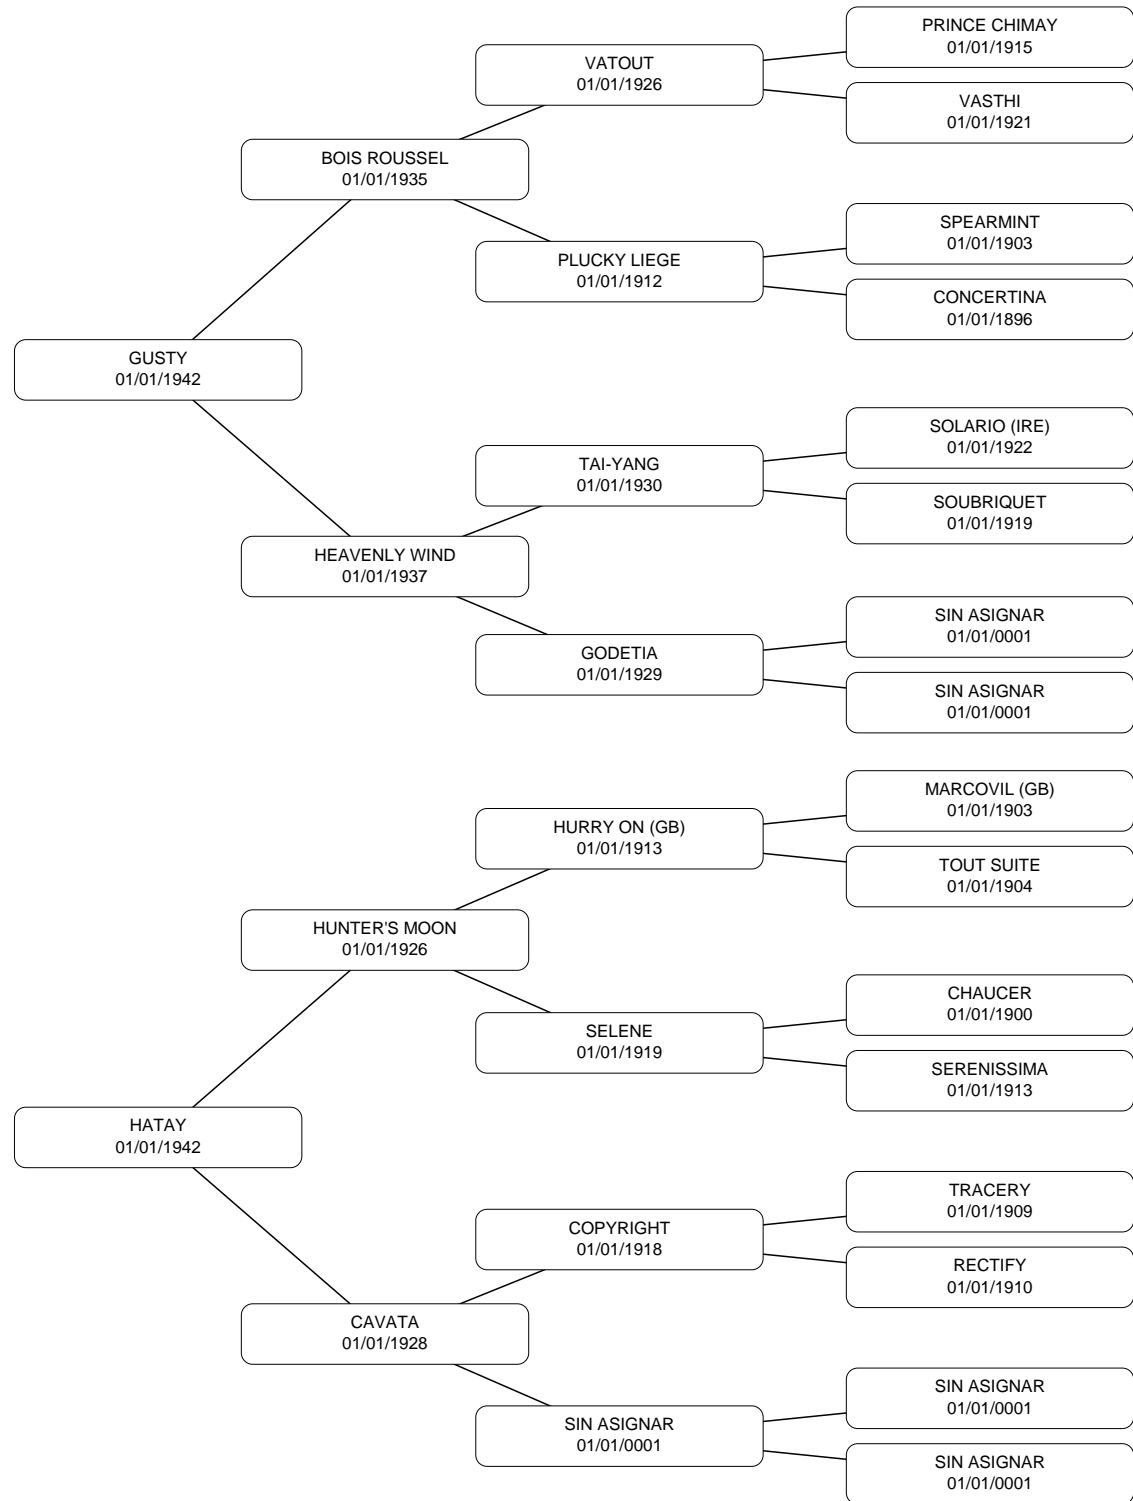 PRINCE CHIMAY
01/01/1915
VATOUT
01/01/1926
VASTHI
01/01/1921
BOIS ROUSSEL
01/01/1935
SPEARMINT
01/01/1903
PLUCKY LIEGE
01/01/1912
CONCERTINA
01/01/1896
GUSTY
01/01/1942
SOLARIO (IRE)
01/01/1922
TAI-YANG
01/01/1930
SOUBRIQUET
01/01/1919
HEAVENLY WIND
01/01/1937
SIN ASIGNAR
01/01/0001
GODETIA
01/01/1929
SIN ASIGNAR
01/01/0001
MARCOVIL (GB)
01/01/1903
HURRY ON (GB)
01/01/1913
TOUT SUITE
01/01/1904
HUNTER'S MOON
01/01/1926
CHAUCER
01/01/1900
SELENE
01/01/1919
SERENISSIMA
01/01/1913
HATAY
01/01/1942
TRACERY
01/01/1909
COPYRIGHT
01/01/1918
RECTIFY
01/01/1910
CAVATA
01/01/1928
SIN ASIGNAR
01/01/0001
SIN ASIGNAR
01/01/0001
SIN ASIGNAR
01/01/0001